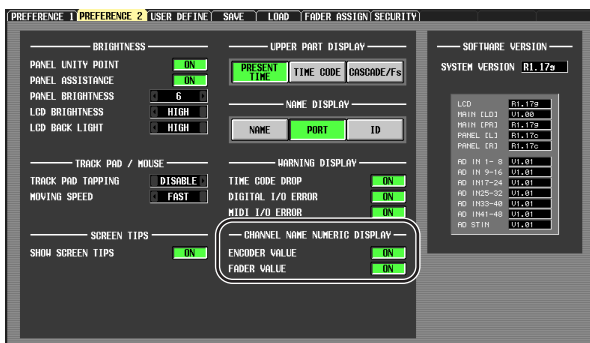 PREFERENCE 1 PREFERENCE 2 USER DEFINE SAVE LOAD FADER ASSIGN SECURITY
BRIGHTNESS
PANEL UNITY POINT ON
PANEL ASSISTANCE ON
PANEL BRIGHTNESS 6
LCD BRIGHTNESS HIGH
LCD BACK LIGHT HIGH
TRACK PAD / MOUSE
TRACK PAD TAPPING DISABLE
MOVING SPEED FAST
SCREEN TIPS
SHOW SCREEN TIPS ON
UPPER PART DISPLAY
PRESENT TIME TIME CODE CASCADE/Fs
NAME DISPLAY
NAME PORT ID
WARNING DISPLAY
TIME CODE DROP ON
DIGITAL I/O ERROR ON
MIDI I/O ERROR ON
CHANNEL NAME NUMERIC DISPLAY
ENCODER VALUE ON
FADER VALUE ON
SOFTWARE VERSION
SYSTEM VERSION R1.17s
LCD R1.17g
MAIN [LD] V1.00
MAIN [PR] R1.17g
PANEL [L] R1.17c
PANEL [R] R1.17c
AD IN 1- 8 V1.01
AD IN 9-16 V1.01
AD IN17-24 V1.01
AD IN25-32 V1.01
AD IN33-40 V1.01
AD IN41-48 V1.01
AD STIN V1.01